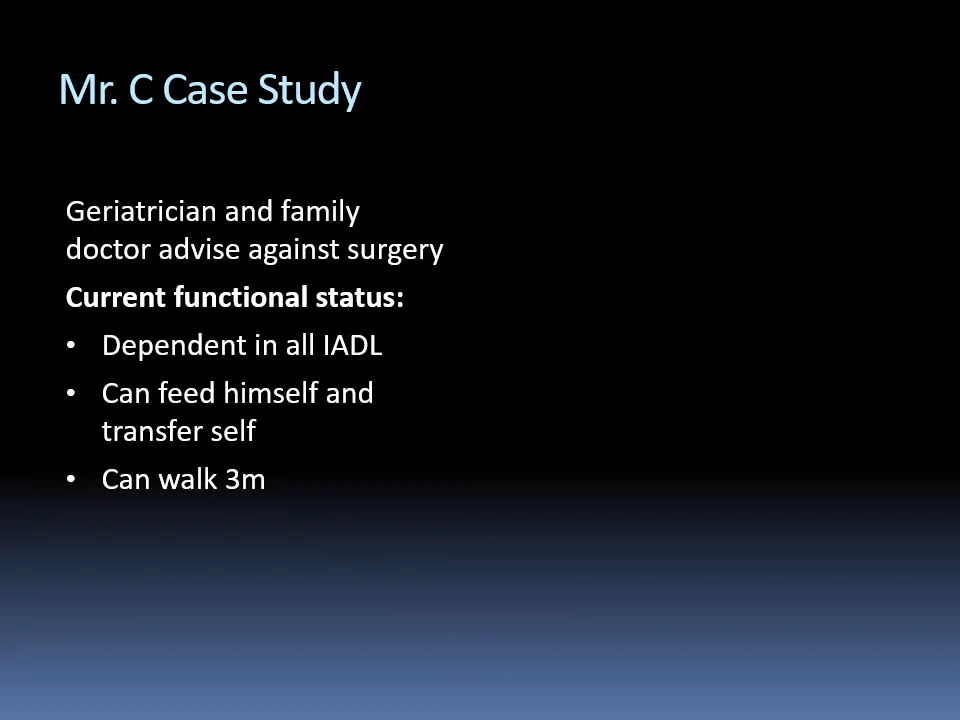 Mr. C Case Study
Geriatrician and family
doctor advise against surgery
Current functional status:
• Dependent in all IADL
• Can feed himself and
transfer self
• Can walk 3m